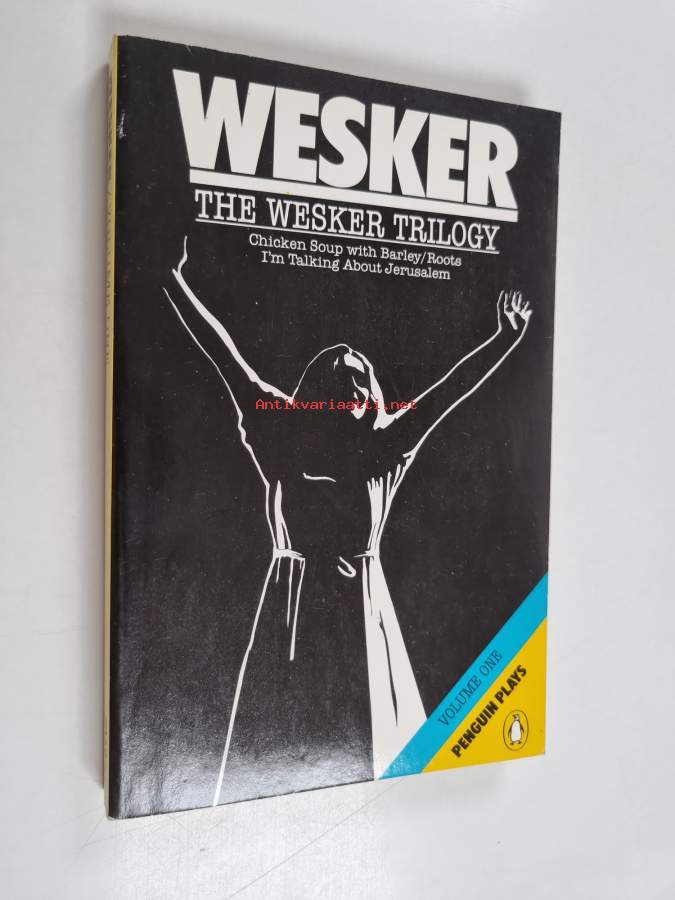 WESKER
THE WESKER TRILOGY
Chicken Soup with Barley/Roots
I'm Talking About Jerusalem
Antikvariaatti.net
VOLUME ONE
PENGUIN PLAYS